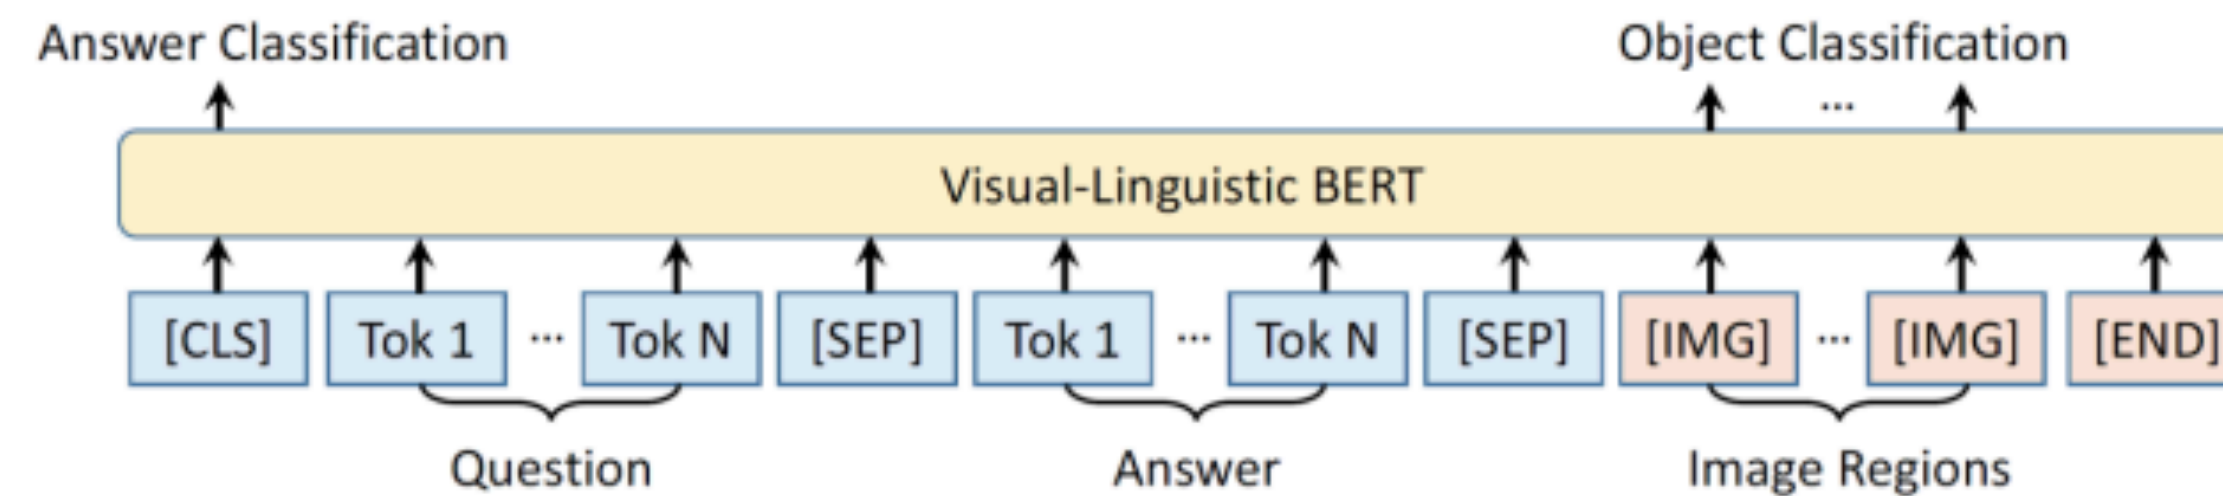 Answer Classification Object Classification
...
Visual-Linguistic BERT
[CLS] Tok 1 ... Tok N [SEP] Tok 1 ... Tok N [SEP] [IMG] ... [IMG] [END]
Question Answer Image Regions